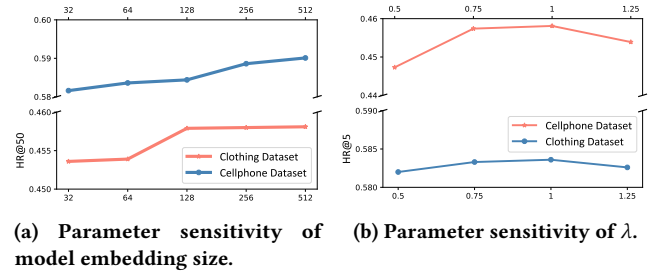 32 64 128 256 512
0.60
0.59
0.58
0.460
0.455
0.450
HR@50
Clothing Dataset
Cellphone Dataset
32 64 128 256 512
(a) Parameter sensitivity of
model embedding size.
0.5 0.75 1 1.25
0.46
0.45
0.44
0.590
0.585
0.580
HR@5
Cellphone Dataset
Clothing Dataset
0.5 0.75 1 1.25
(b) Parameter sensitivity of λ.